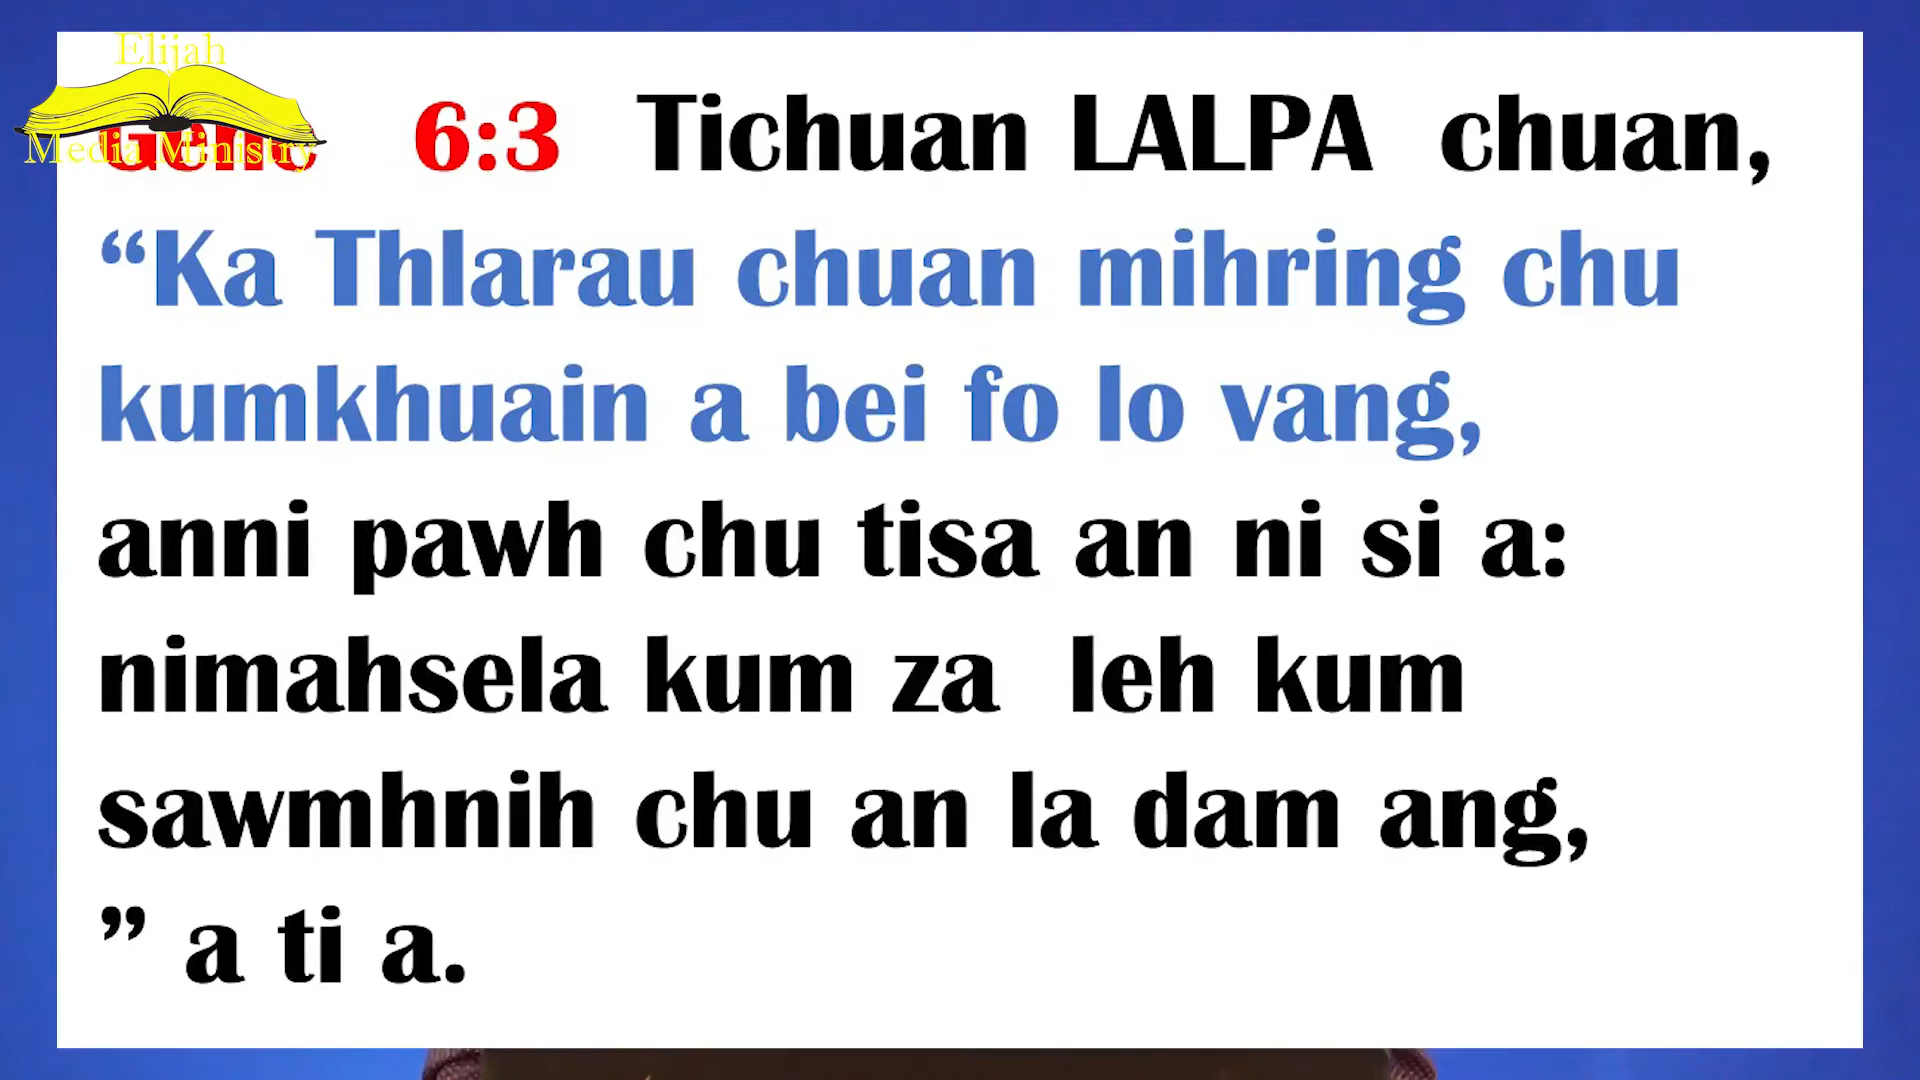 Elijah
Media Ministry
Gene 6:3 Tichuan LALPA chuan,
“Ka Thlarau chuan mihring chu
kumkhuain a bei fo lo vang,
anni pawh chu tisa an ni si a:
nimahsela kum za leh kum
sawmhnih chu an la dam ang,
” a ti a.